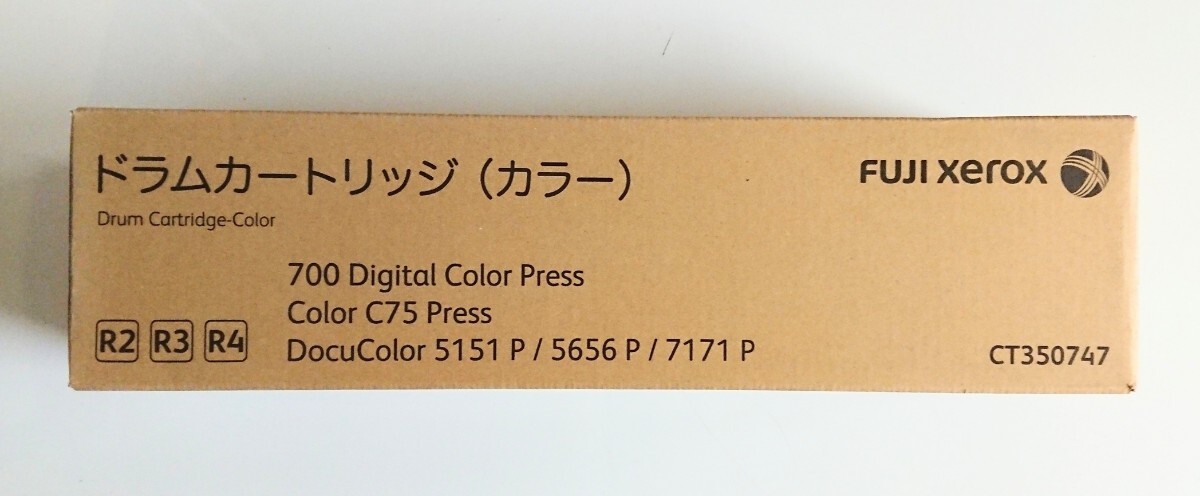 ドラムカートリッジ（カラー）
Drum Cartridge-Color
FUJI xerox
700 Digital Color Press
Color C75 Press
R2 R3 R4
DocuColor 5151 P / 5656 P / 7171 P
CT350747